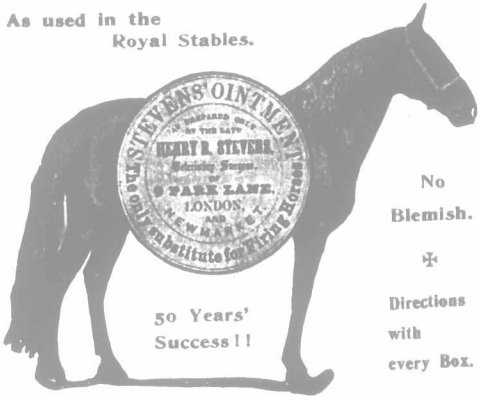 As used in the
Royal Stables.
STEVENS' OINTMENT
AS PREPARED ONLY
BY THE LATE
HENRY R. STEVENS,
Veterinary Surgeon,
OF
9 PARK LANE,
LONDON,
AND
NEWMARKET.
The only substitute for Firing Horses
No
Blemish.
✠
Directions
with
every Box.
50 Years'
Success!!